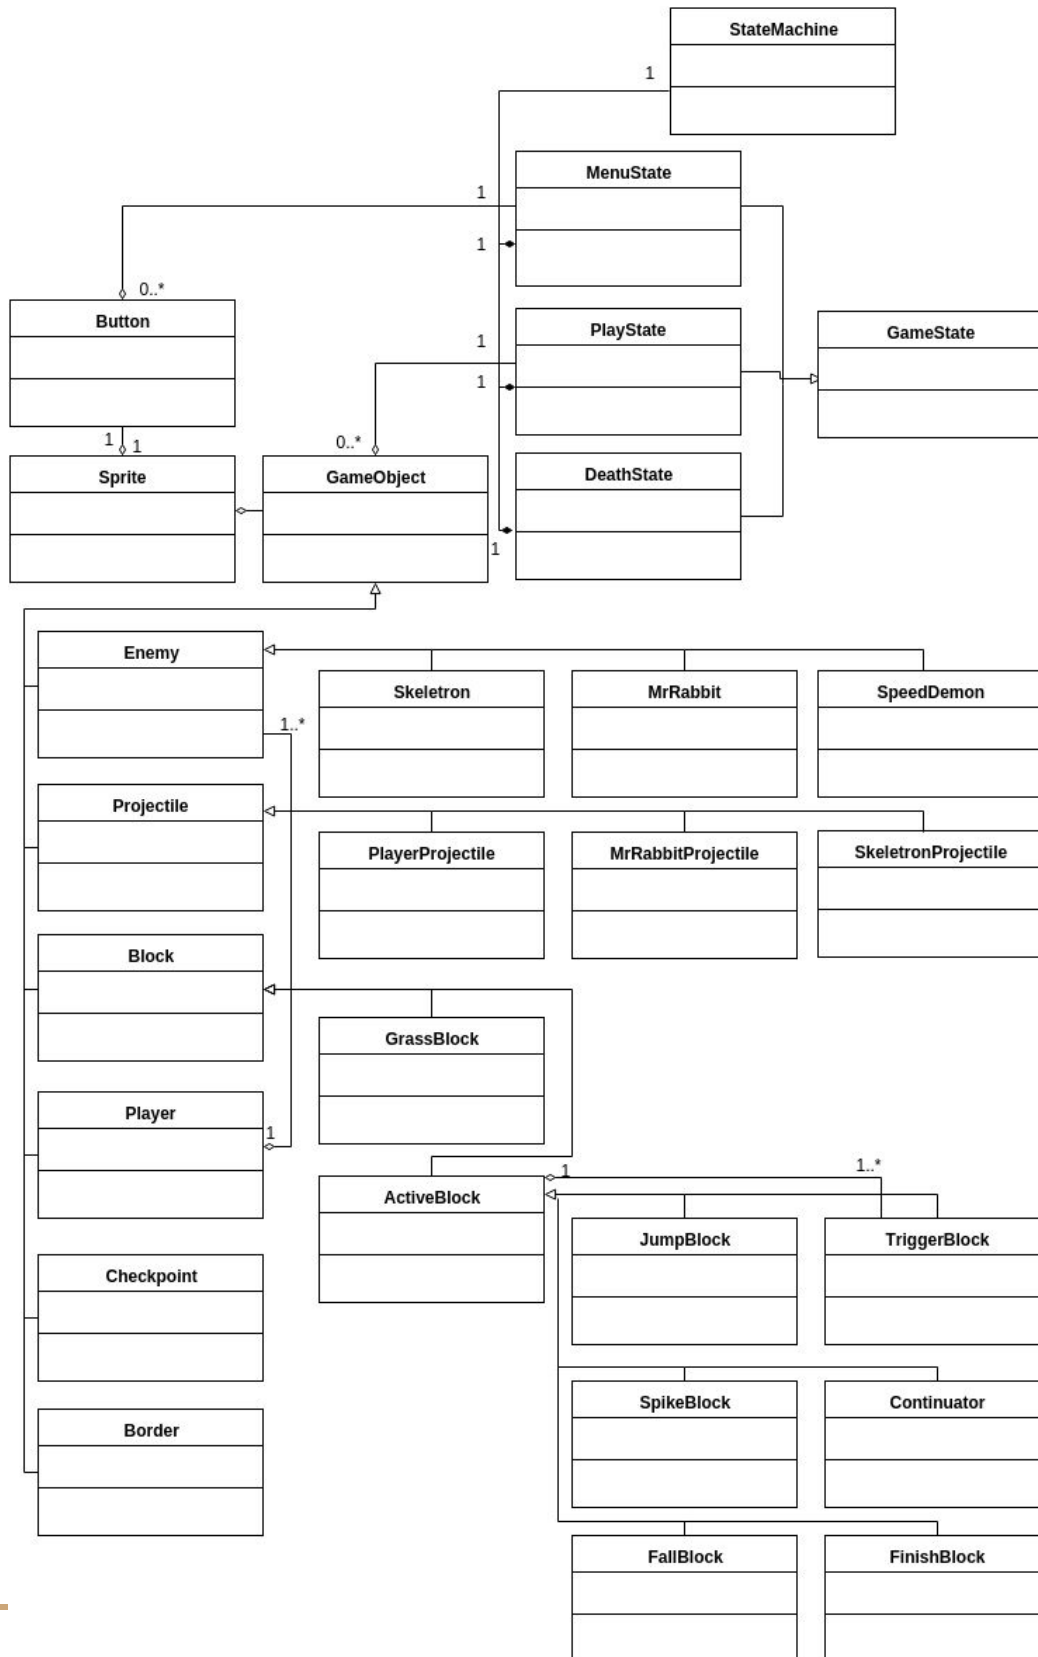 StateMachine
1
MenuState
1
1
0..*
Button
PlayState
GameState
1
1
0..*
1
1
Sprite
GameObject
DeathState
1
Enemy
Skeletron
MrRabbit
SpeedDemon
1..*
Projectile
PlayerProjectile
MrRabbitProjectile
SkeletronProjectile
Block
GrassBlock
Player
1
1
1..*
ActiveBlock
JumpBlock
TriggerBlock
Checkpoint
SpikeBlock
Continuator
Border
FallBlock
FinishBlock